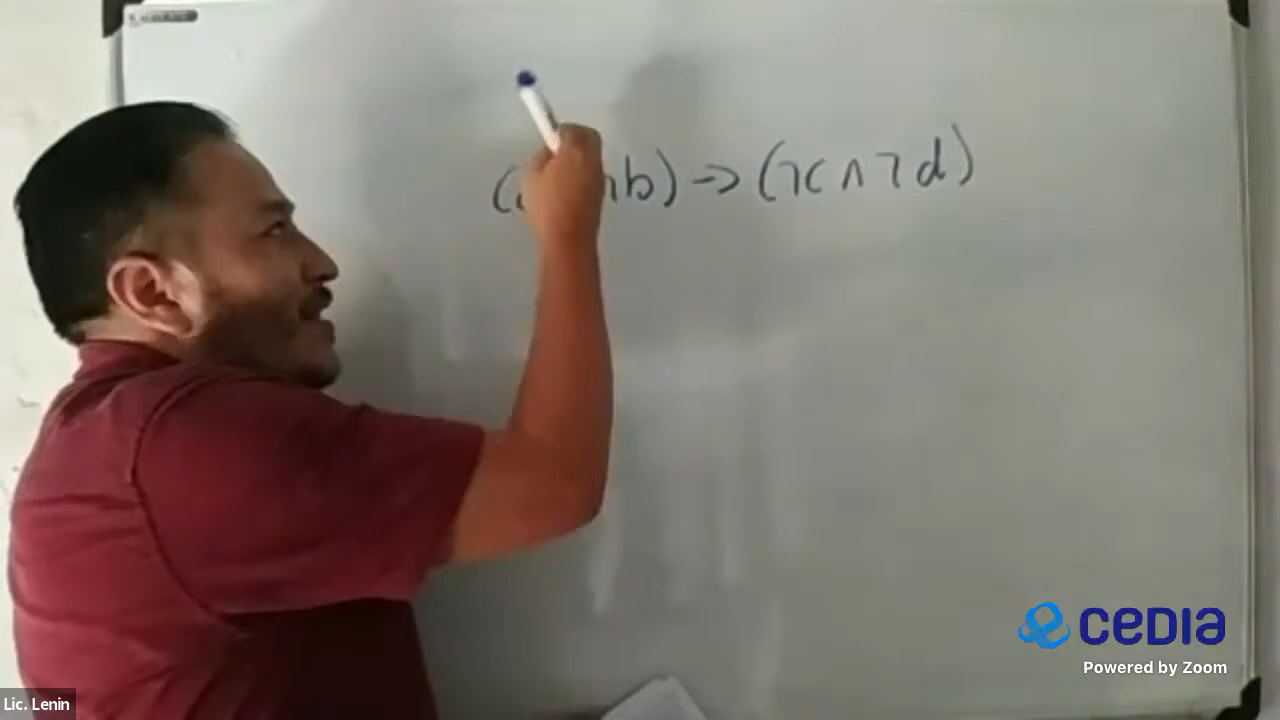 ( b) → (¬c ∧ ¬d)
CEDIA
Powered by Zoom
Lic. Lenin